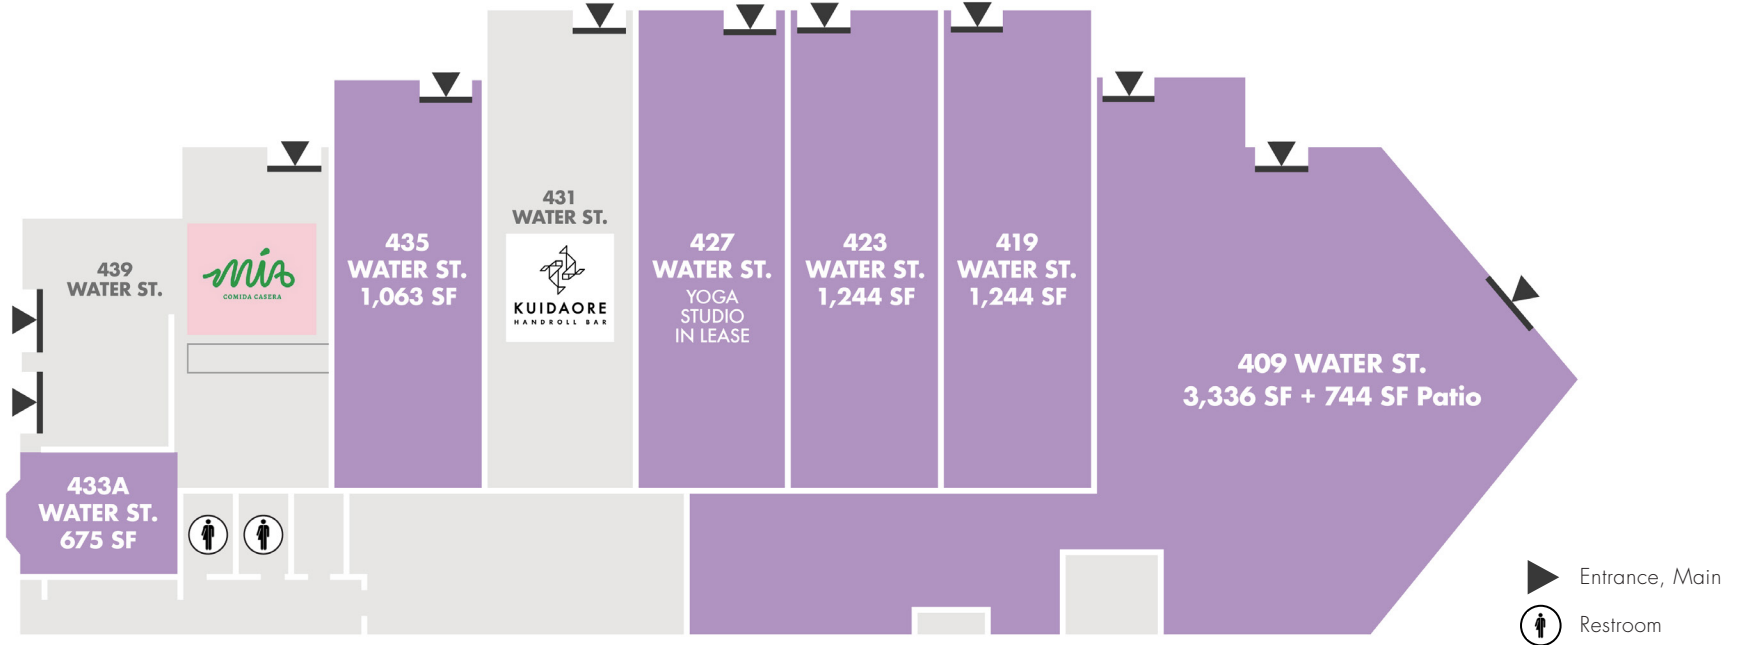 439
WATER ST.
mía
COMIDA CASERA
435
WATER ST.
1,063 SF
431
WATER ST.
KUIDAORE
HANDROLL BAR
427
WATER ST.
YOGA
STUDIO
IN LEASE
423
WATER ST.
1,244 SF
419
WATER ST.
1,244 SF
409 WATER ST.
3,336 SF + 744 SF Patio
433A
WATER ST.
675 SF
Entrance, Main
Restroom